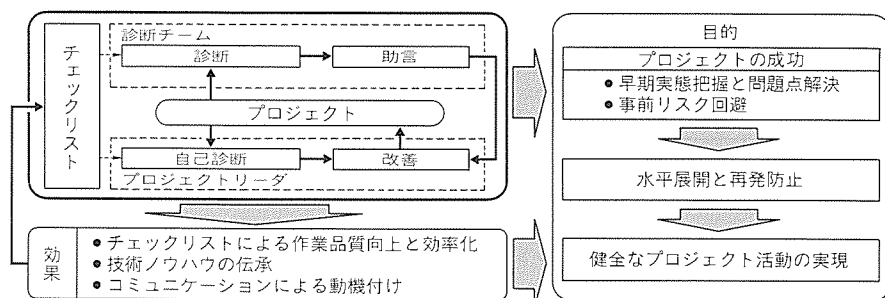 チェックリスト
診断チーム
診断
助言
プロジェクト
自己診断
改善
プロジェクトリーダ
効果
● チェックリストによる作業品質向上と効率化
● 技術ノウハウの伝承
● コミュニケーションによる動機付け
目的
プロジェクトの成功
● 早期実態把握と問題点解決
● 事前リスク回避
水平展開と再発防止
健全なプロジェクト活動の実現